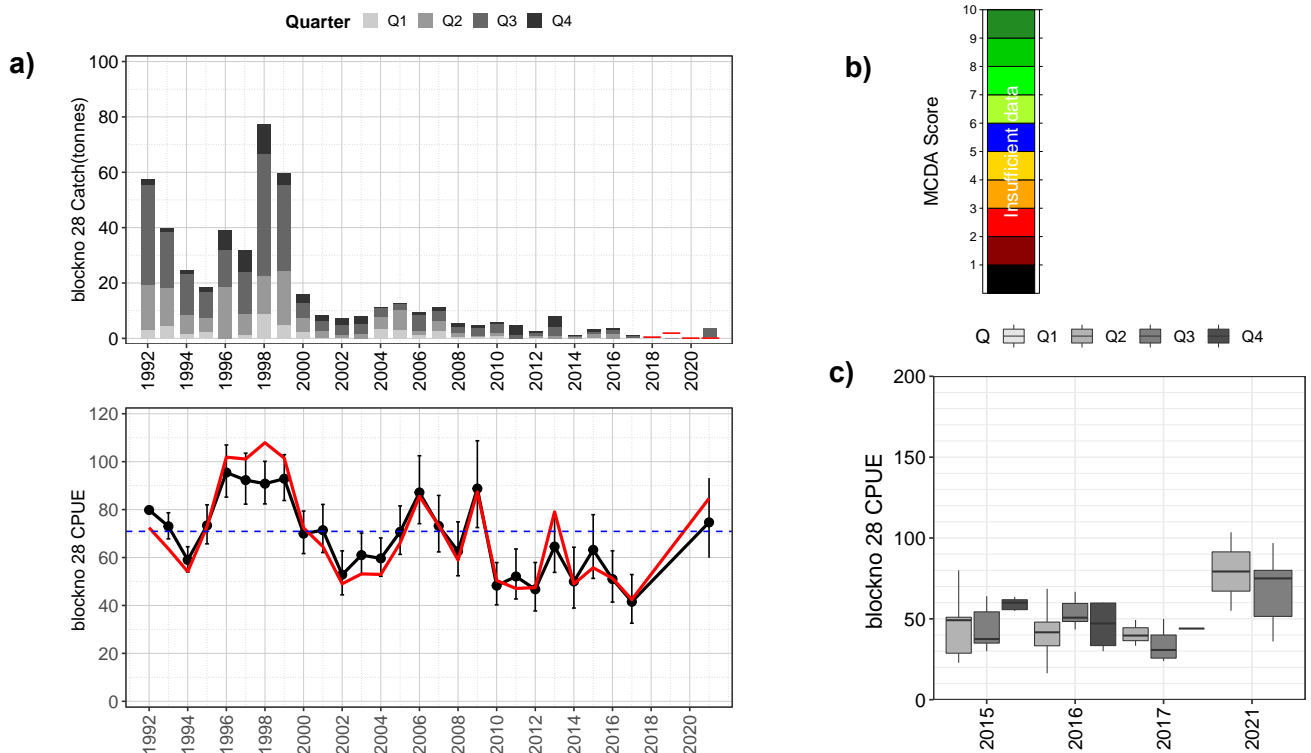 Quarter Q1 Q2 Q3 Q4
a)
blockno 28 Catch(tonnes)
100
80
60
40
20
0
1992 1994 1996 1998 2000 2002 2004 2006 2008 2010 2012 2014 2016 2018 2020
blockno 28 CPUE
120
100
80
60
40
20
0
1992 1994 1996 1998 2000 2002 2004 2006 2008 2010 2012 2014 2016 2018 2020
b)
MCDA Score
10
9
8
7
6
5
4
3
2
1
Insufficient data
Q Q1 Q2 Q3 Q4
c)
blockno 28 CPUE
200
150
100
50
0
2015 2016 2017 2021